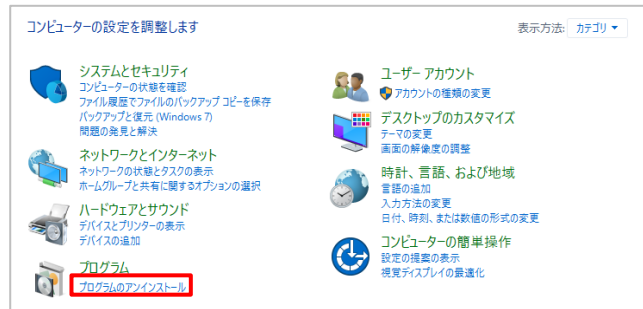 コンピューターの設定を調整します
表示方法: カテゴリ
システムとセキュリティ
コンピューターの状態を確認
ファイル履歴でファイルのバックアップ コピーを保存
バックアップと復元 (Windows 7)
問題の発見と解決
ネットワークとインターネット
ネットワークの状態とタスクの表示
ホームグループと共有に関するオプションの選択
ハードウェアとサウンド
デバイスとプリンターの表示
デバイスの追加
プログラム
プログラムのアンインストール
ユーザー アカウント
アカウントの種類の変更
デスクトップのカスタマイズ
テーマの変更
画面の解像度の調整
時計、言語、および地域
言語の追加
入力方法の変更
日付、時刻、または数値の形式の変更
コンピューターの簡単操作
設定の提案の表示
視覚ディスプレイの最適化